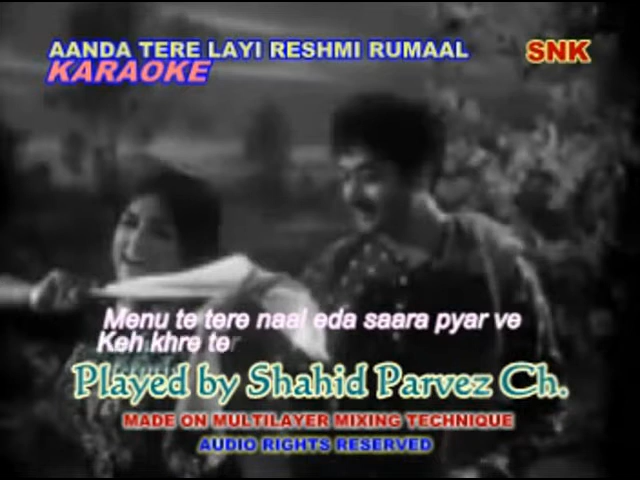 AANDA TERE LAYI RESHMI RUMAAL
SNK
KARAOKE
Menu te tere naal eda saara pyar ve
Keh khre ter
Played by Shahid Parvez Ch.
MADE ON MULTILAYER MIXING TECHNIQUE
AUDIO RIGHTS RESERVED